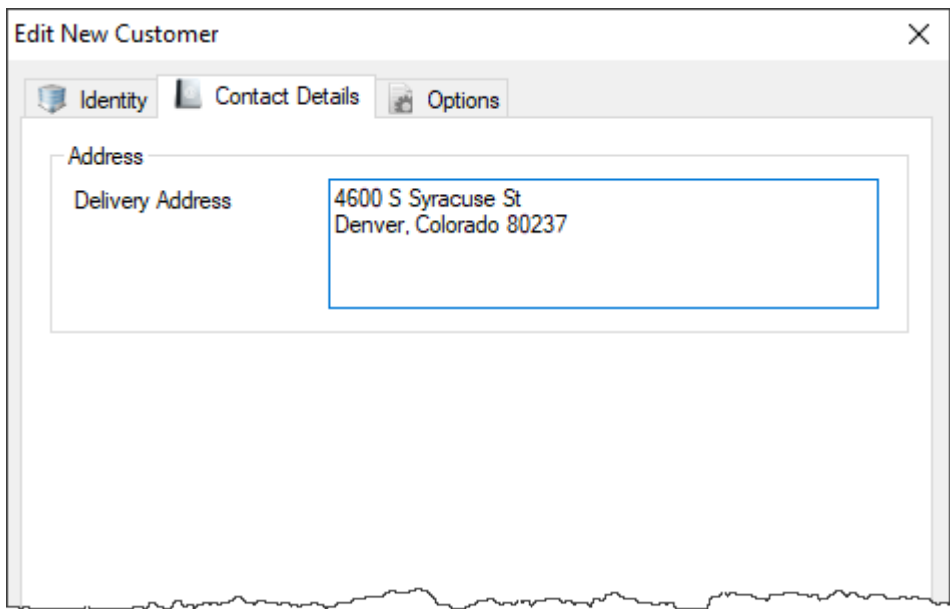 Edit New Customer
Identity
Contact Details
Options
Address
Delivery Address
4600 S Syracuse St
Denver, Colorado 80237